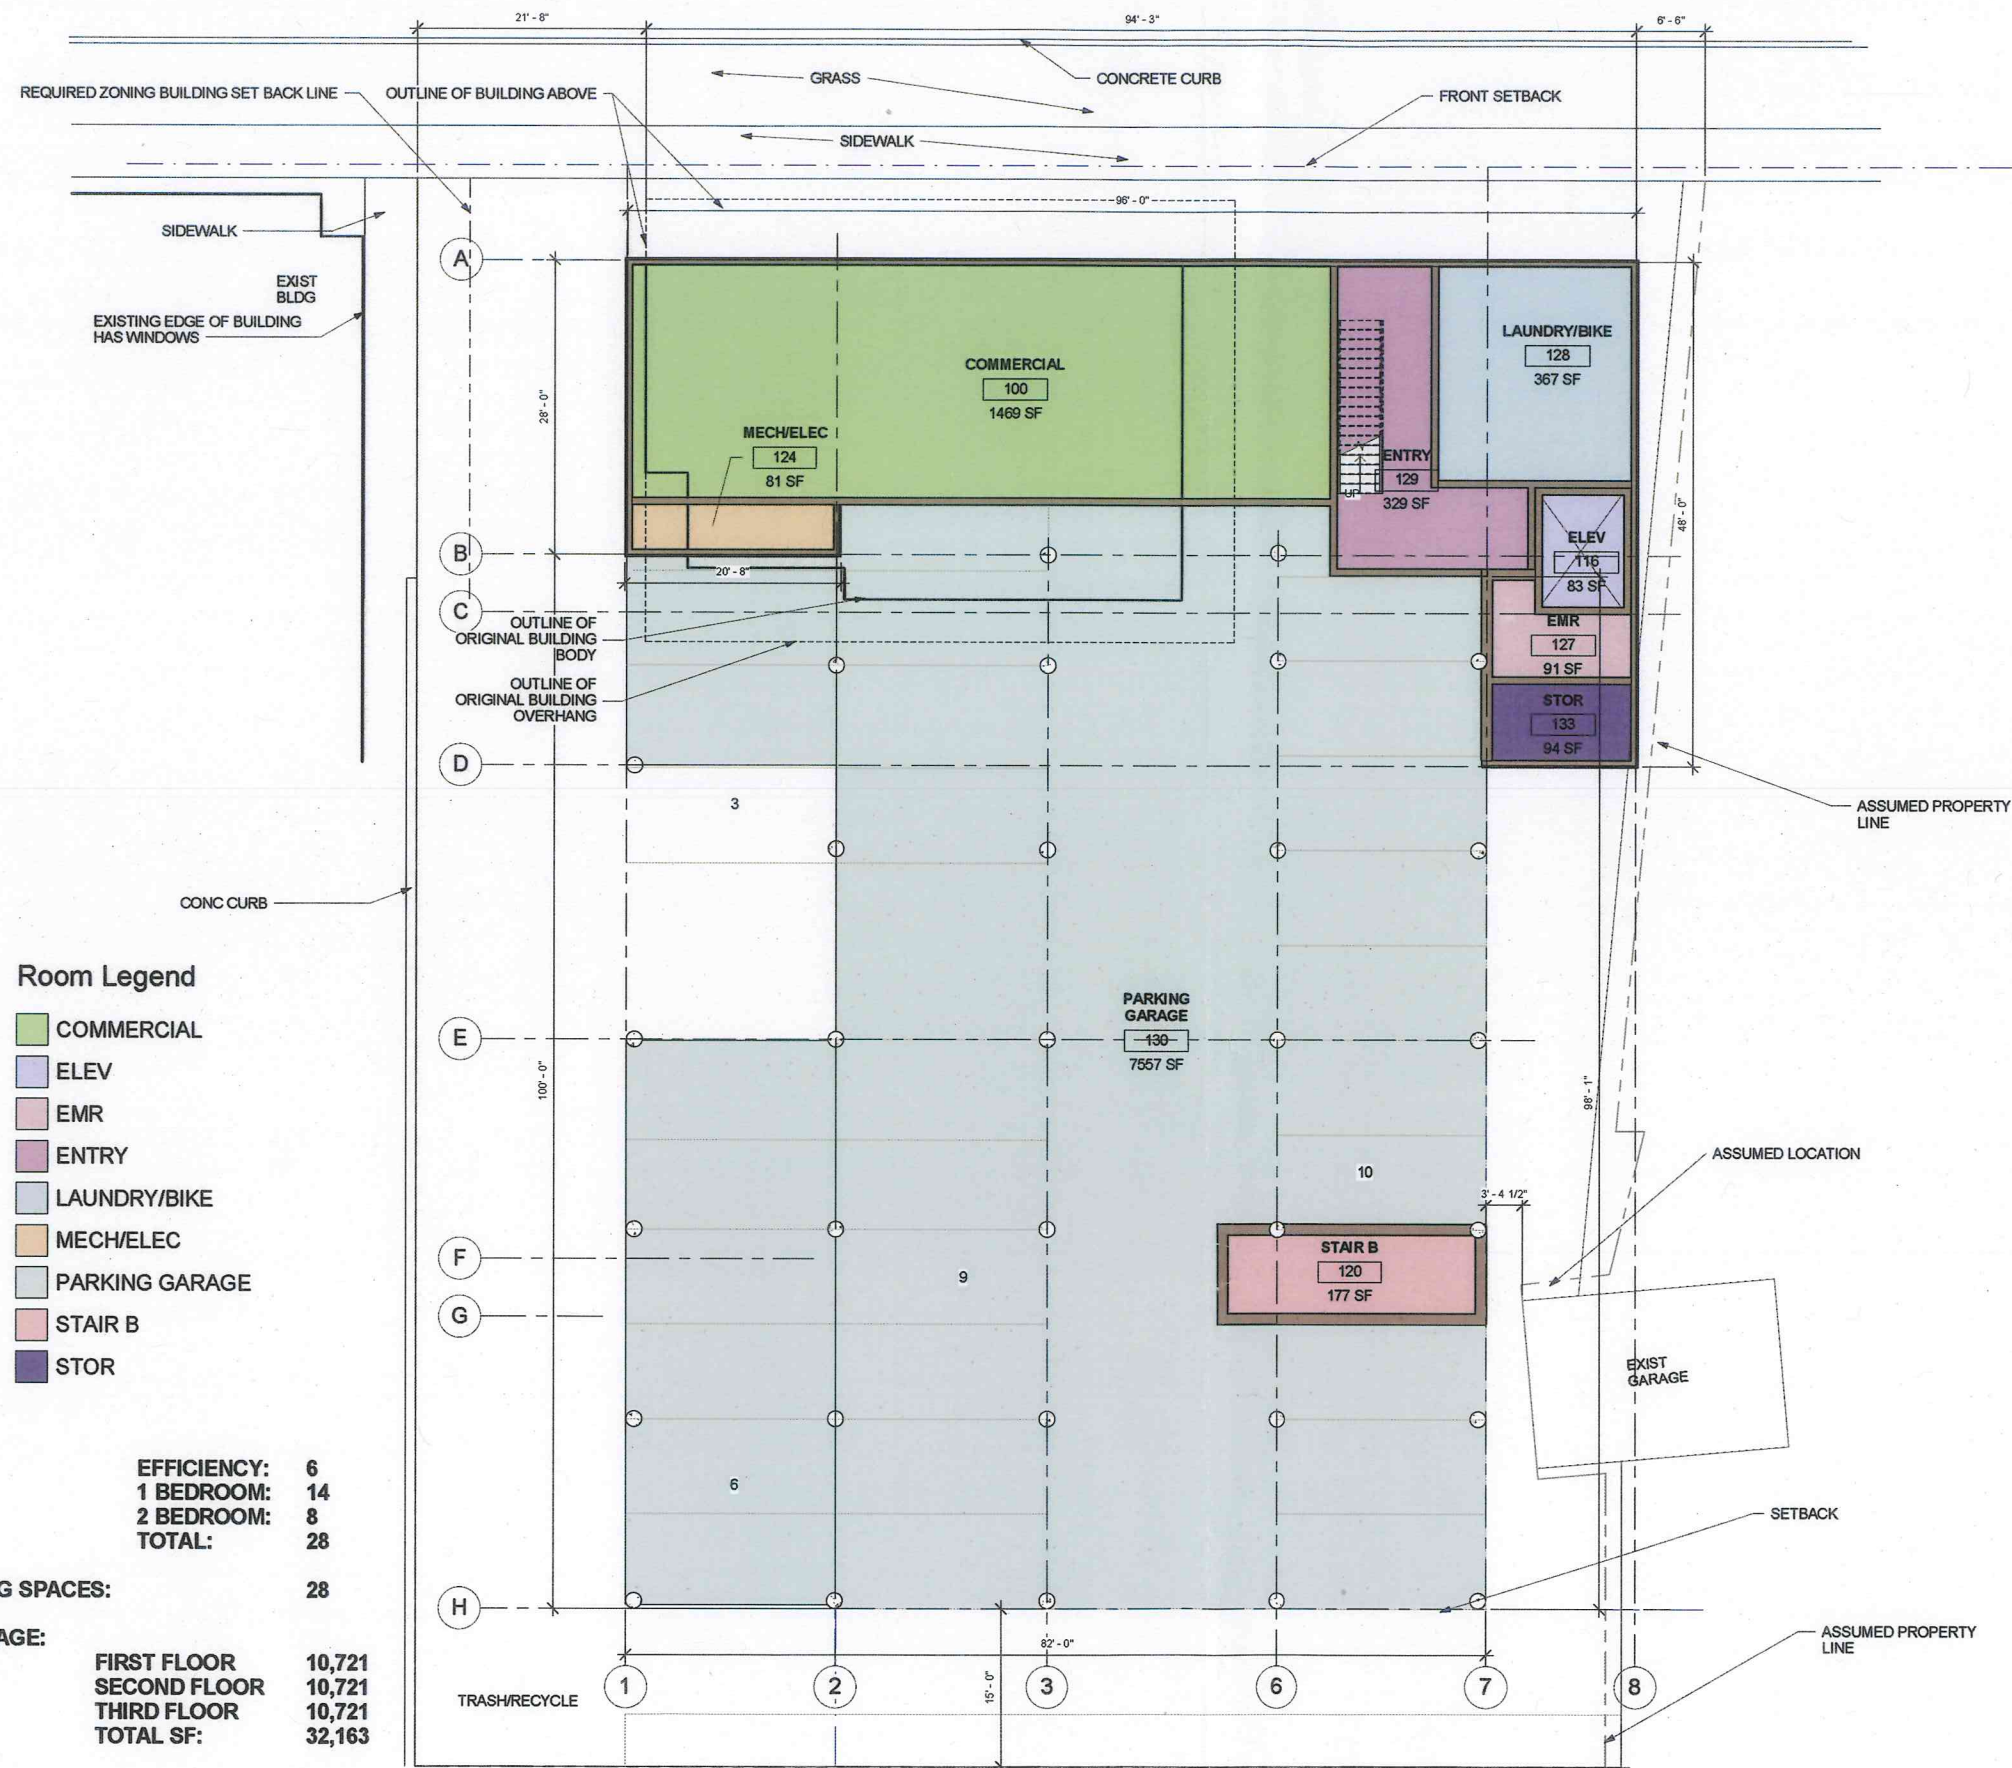 21' - 8"
94' - 3"
6' - 6"
GRASS
CONCRETE CURB
REQUIRED ZONING BUILDING SET BACK LINE
OUTLINE OF BUILDING ABOVE
FRONT SETBACK
SIDEWALK
96' - 0"
SIDEWALK
A
EXIST
BLDG
EXISTING EDGE OF BUILDING
HAS WINDOWS
28' - 0"
COMMERCIAL
100
1469 SF
LAUNDRY/BIKE
128
367 SF
MECH/ELEC
124
81 SF
ENTRY
129
329 SF
UP
48' - 0"
ELEV
116
83 SF
B
20' - 8"
C
OUTLINE OF
ORIGINAL BUILDING
BODY
EMR
127
91 SF
OUTLINE OF
ORIGINAL BUILDING
OVERHANG
STOR
133
94 SF
D
3
ASSUMED PROPERTY
LINE
CONC CURB
Room Legend
COMMERCIAL
ELEV
EMR
ENTRY
LAUNDRY/BIKE
MECH/ELEC
PARKING GARAGE
STAIR B
STOR
E
PARKING
GARAGE
130
7557 SF
100' - 0"
98' - 1"
ASSUMED LOCATION
10
3' - 4 1/2"
F
STAIR B
120
177 SF
9
G
EXIST
GARAGE
6
SETBACK
EFFICIENCY: 6
1 BEDROOM: 14
2 BEDROOM: 8
TOTAL: 28
G SPACES: 28
AGE:
FIRST FLOOR 10,721
SECOND FLOOR 10,721
THIRD FLOOR 10,721
TOTAL SF: 32,163
H
82' - 0"
ASSUMED PROPERTY
LINE
TRASH/RECYCLE
15' - 0"
1
2
3
6
7
8